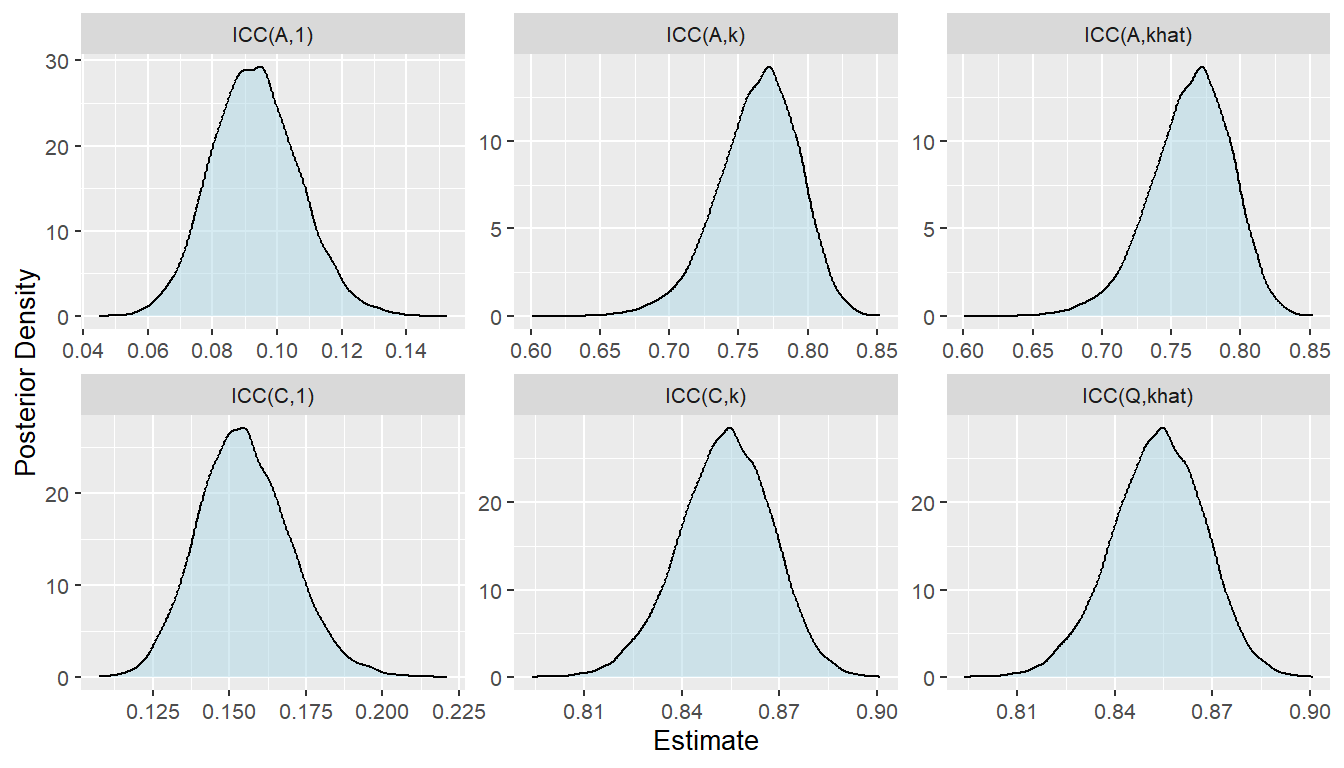 ICC(A,1) ICC(A,k) ICC(A,khat)
30
20
10
0
10
5
0
10
5
0
0.04 0.06 0.08 0.10 0.12 0.14
0.60 0.65 0.70 0.75 0.80 0.85
0.60 0.65 0.70 0.75 0.80 0.85
ICC(C,1) ICC(C,k) ICC(Q,khat)
20
10
0
20
10
0
20
10
0
0.125 0.150 0.175 0.200 0.225
0.81 0.84 0.87 0.90
0.81 0.84 0.87 0.90
Posterior Density
Estimate